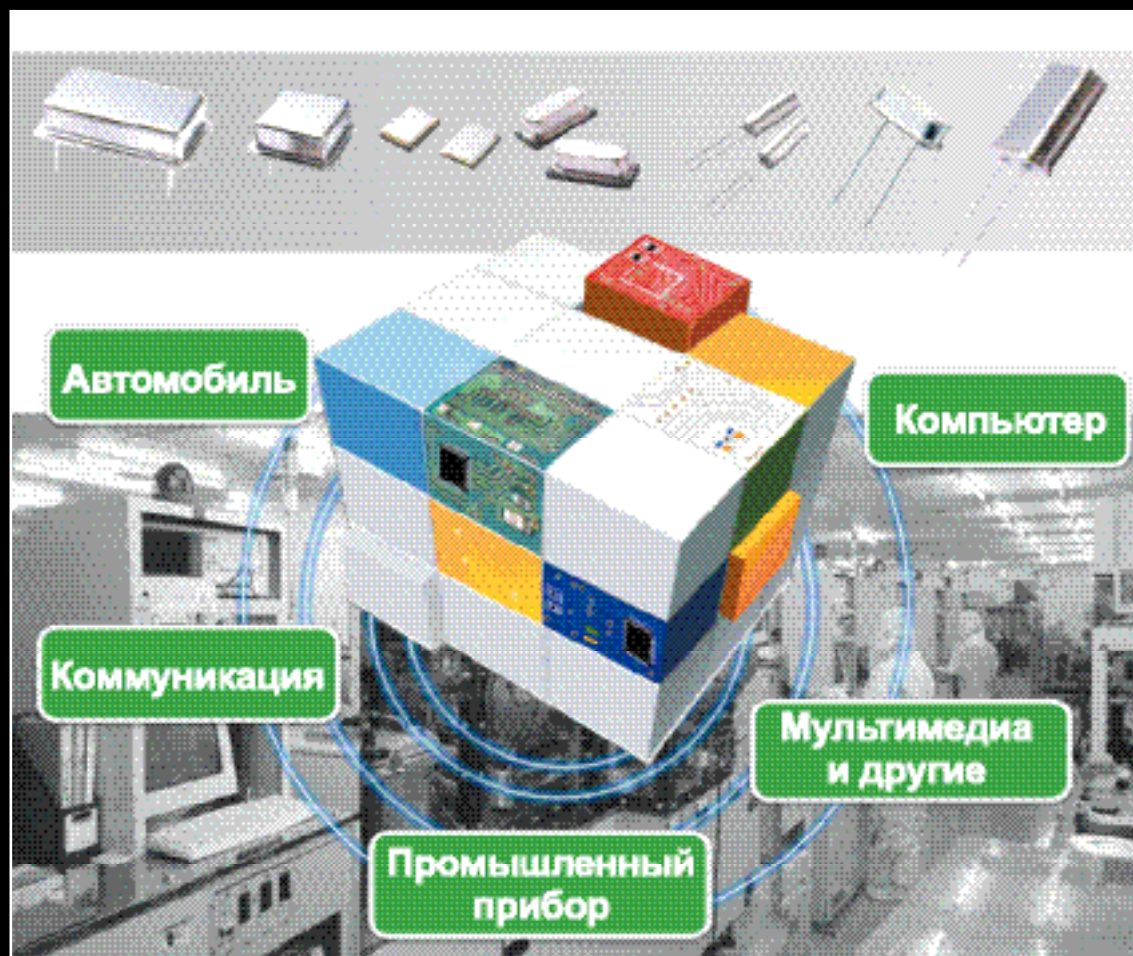 Автомобиль
Компьютер
Коммуникация
Мультимедиа
и другие
Промышленный
прибор